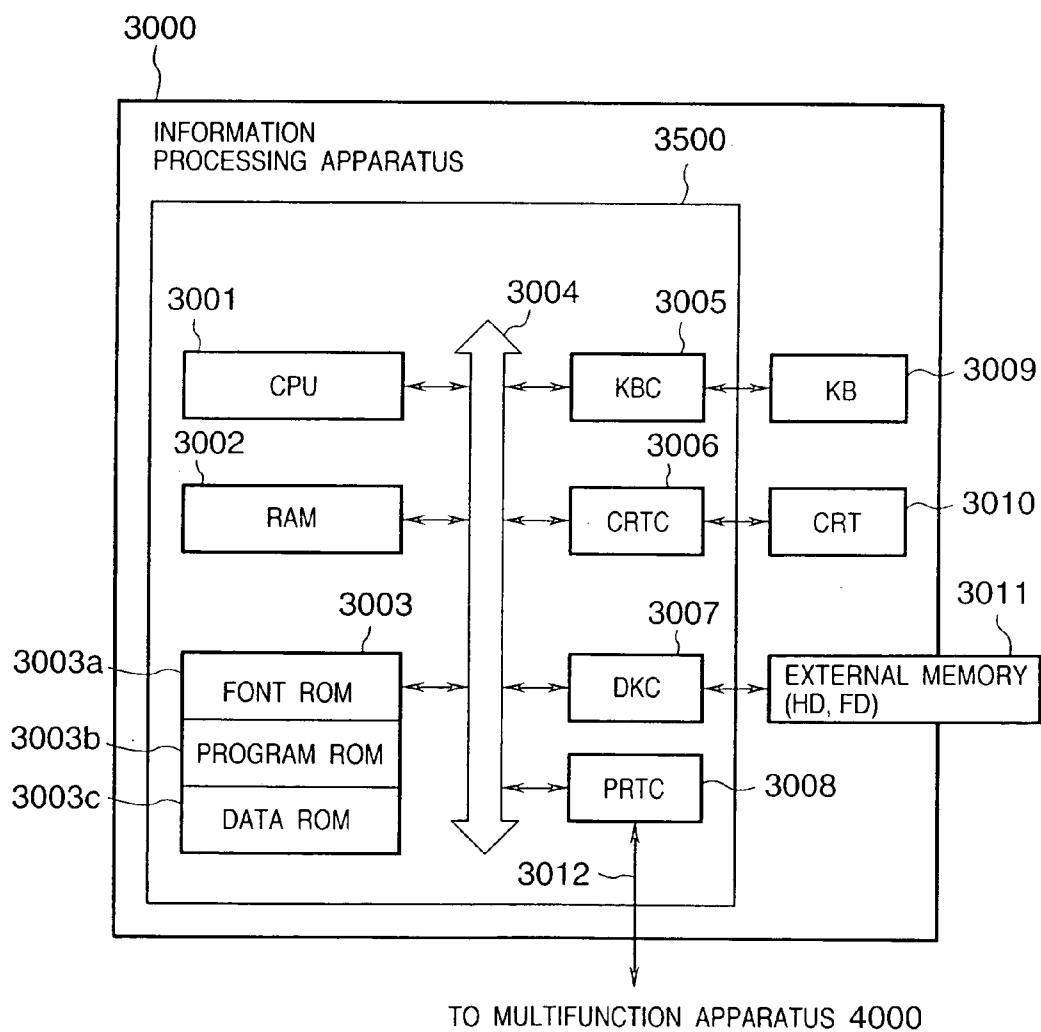 3000
INFORMATION
PROCESSING APPARATUS
3500
3001
3004
3005
CPU
KBC
KB
3009
3002
3006
RAM
CRTC
CRT
3010
3003
3007
3011
3003a
FONT ROM
DKC
EXTERNAL MEMORY
(HD, FD)
3003b
PROGRAM ROM
PRTC
3008
3003c
DATA ROM
3012
TO MULTIFUNCTION APPARATUS 4000